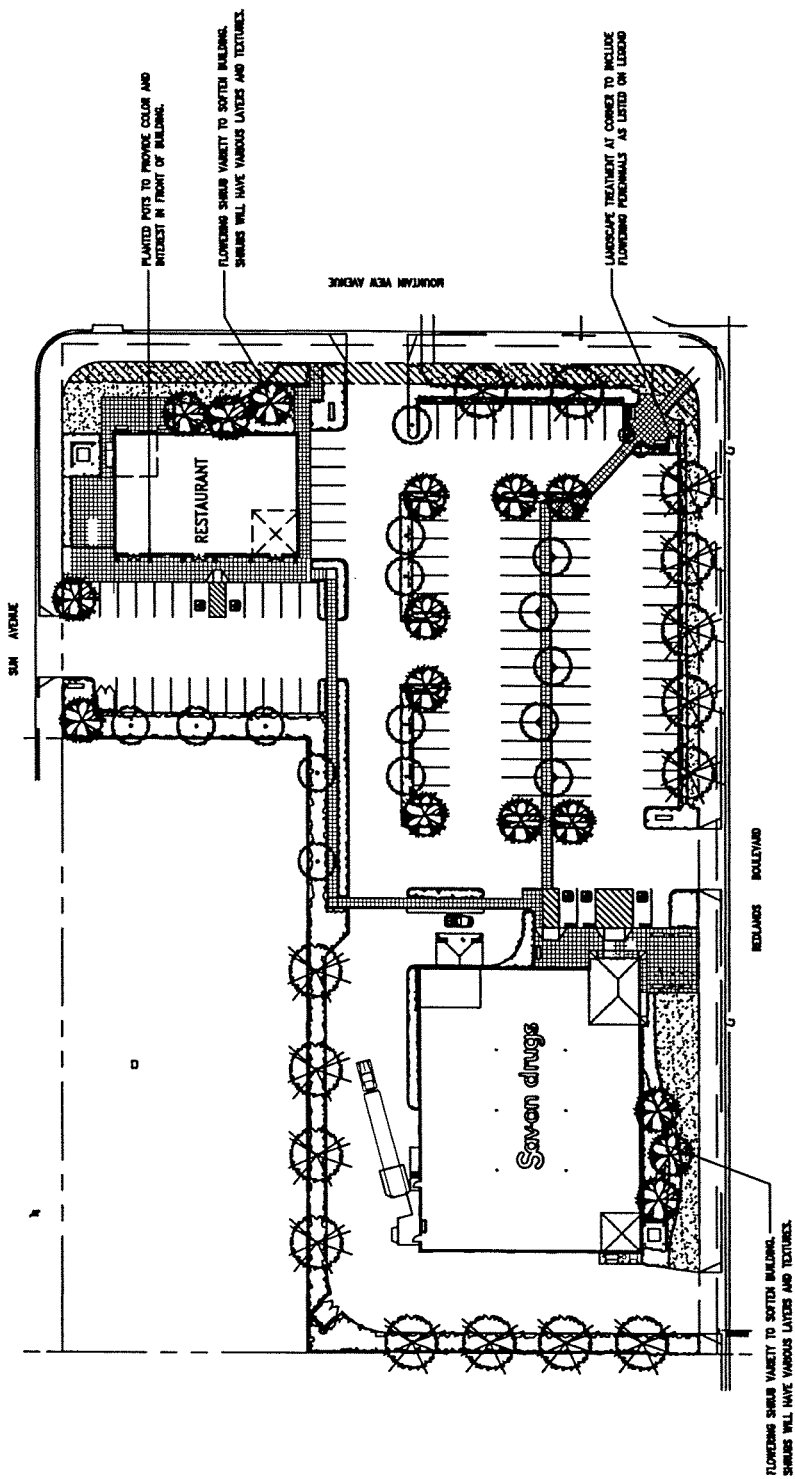 PLANTED POTS TO PROVIDE COLOR AND
INTEREST IN FRONT OF BUILDING.
FLOWERING SHRUB VARIETY TO SOFTEN BUILDING.
SHRUBS WILL HAVE VARIOUS LAYERS AND TEXTURES.
LANDSCAPE TREATMENT AT CORNER TO INCLUDE
FLOWERING PERENNIALS AS LISTED ON LEGEND
MOUNTAIN VIEW AVENUE
RESTAURANT
SUN AVENUE
REDLANDS BOULEVARD
Sav-on drugs
FLOWERING SHRUB VARIETY TO SOFTEN BUILDING.
SHRUBS WILL HAVE VARIOUS LAYERS AND TEXTURES.